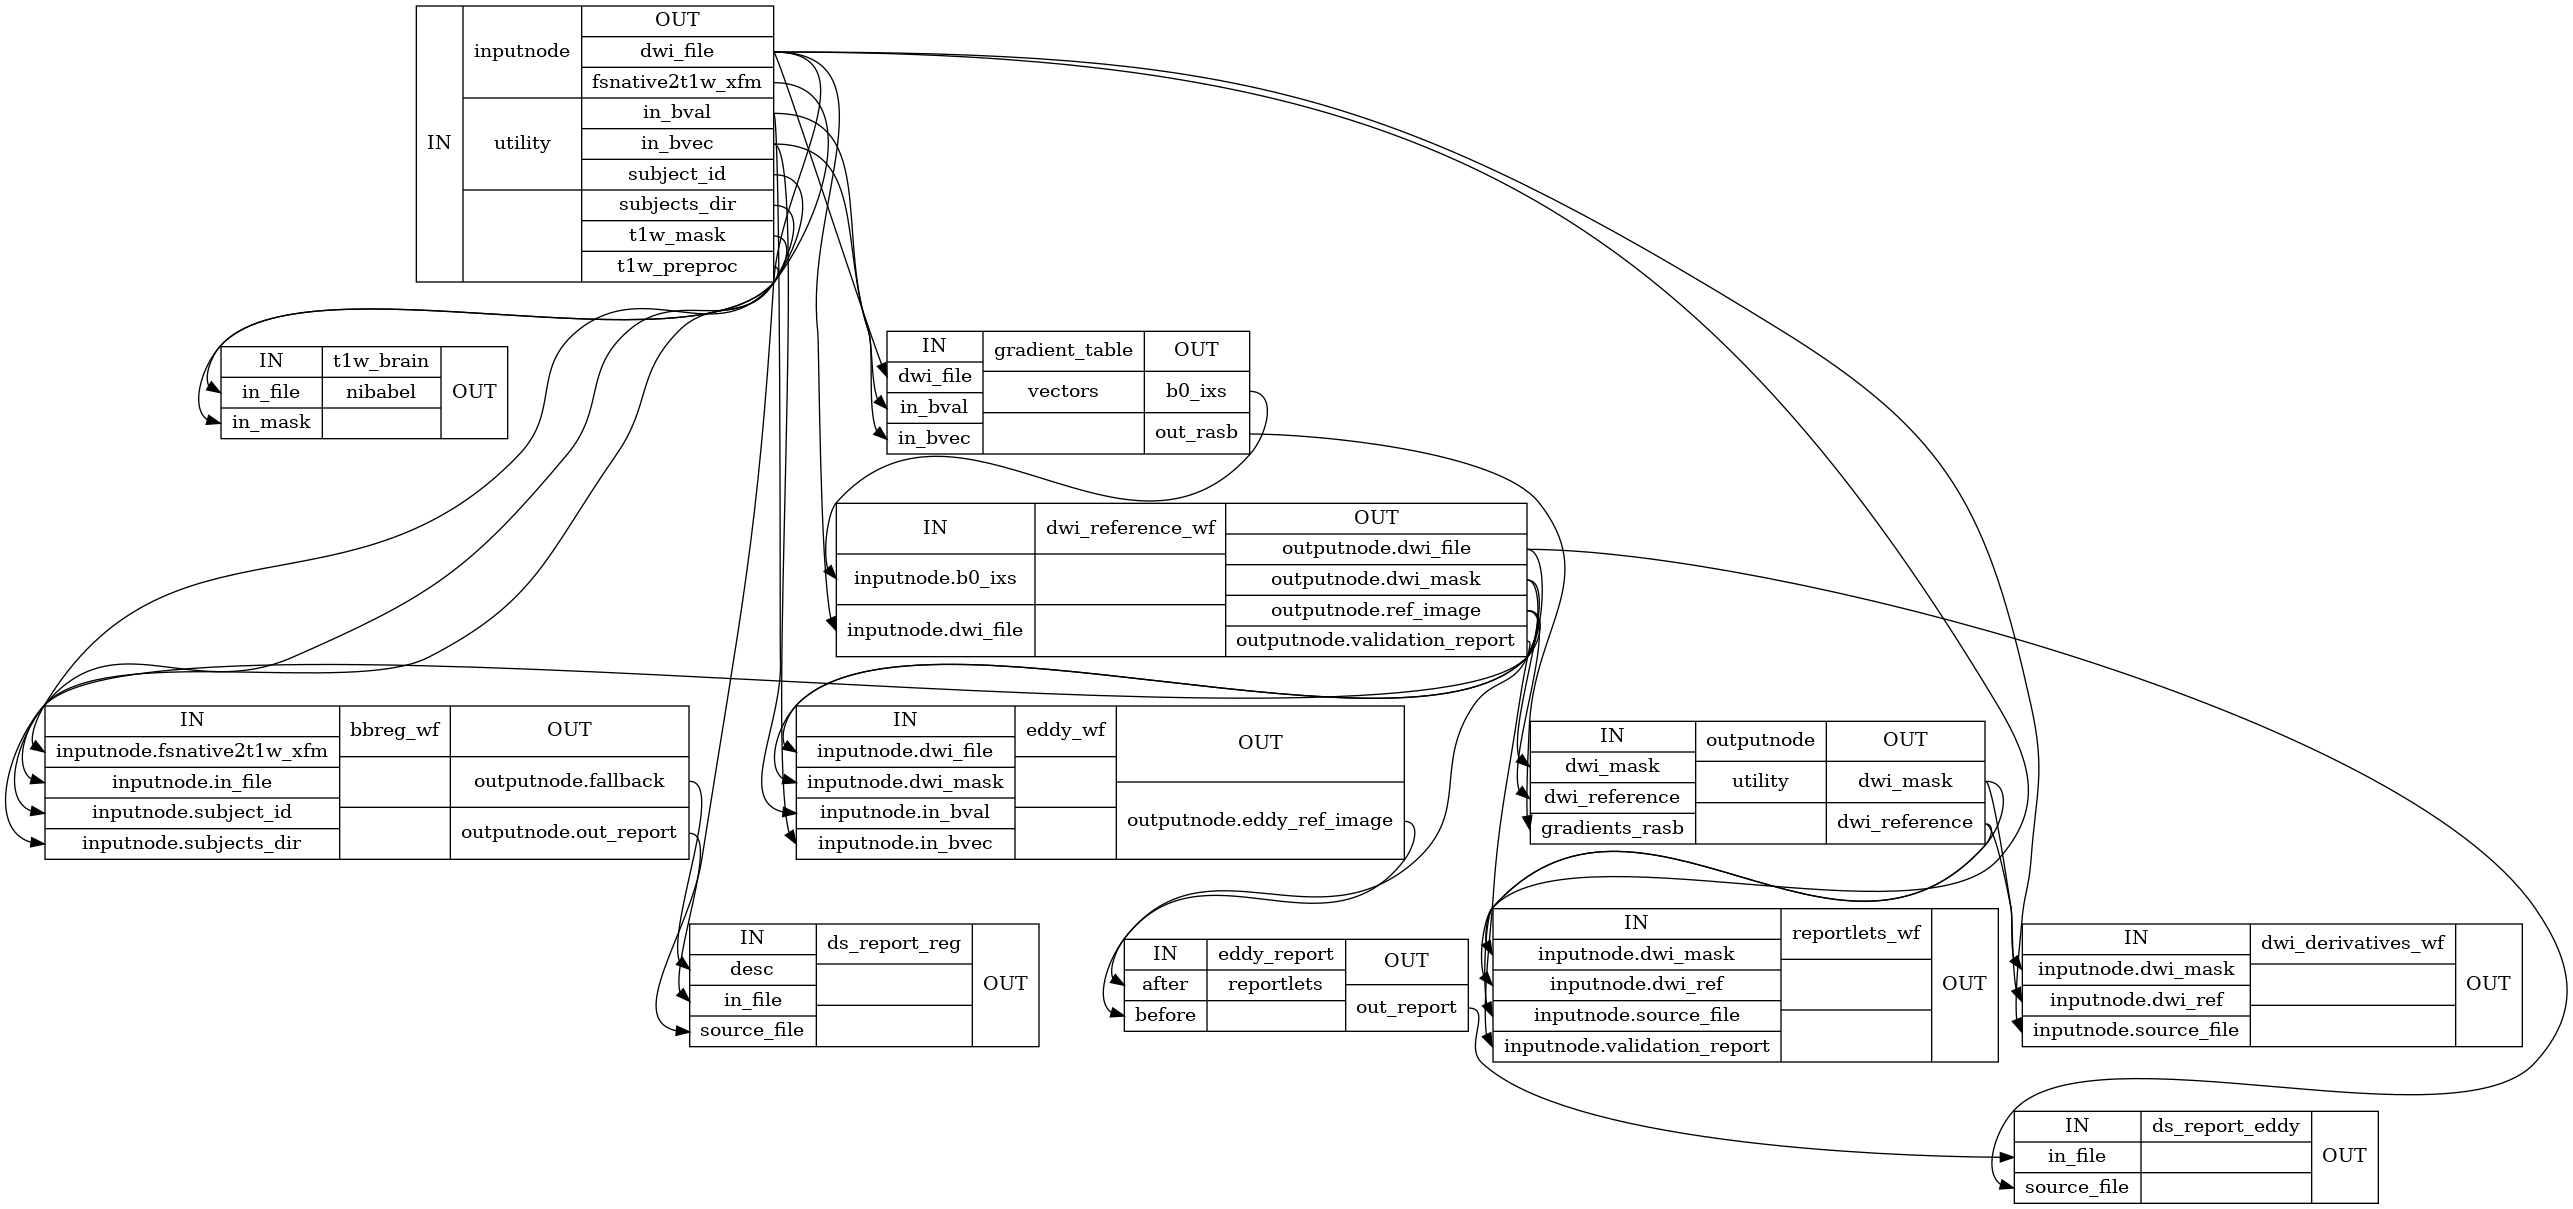 IN
inputnode
utility
OUT
dwi_file
fsnative2t1w_xfm
in_bval
in_bvec
subject_id
subjects_dir
t1w_mask
t1w_preproc
IN
in_file
in_mask
t1w_brain
nibabel
OUT
IN
dwi_file
in_bval
in_bvec
gradient_table
vectors
OUT
b0_ixs
out_rasb
IN
inputnode.b0_ixs
inputnode.dwi_file
dwi_reference_wf
OUT
outputnode.dwi_file
outputnode.dwi_mask
outputnode.ref_image
outputnode.validation_report
IN
inputnode.fsnative2t1w_xfm
inputnode.in_file
inputnode.subject_id
inputnode.subjects_dir
bbreg_wf
OUT
outputnode.fallback
outputnode.out_report
IN
inputnode.dwi_file
inputnode.dwi_mask
inputnode.in_bval
inputnode.in_bvec
eddy_wf
OUT
outputnode.eddy_ref_image
IN
dwi_mask
dwi_reference
gradients_rasb
outputnode
utility
OUT
dwi_mask
dwi_reference
IN
desc
in_file
source_file
ds_report_reg
OUT
IN
after
before
eddy_report
reportlets
OUT
out_report
IN
inputnode.dwi_mask
inputnode.dwi_ref
inputnode.source_file
inputnode.validation_report
reportlets_wf
OUT
IN
inputnode.dwi_mask
inputnode.dwi_ref
inputnode.source_file
dwi_derivatives_wf
OUT
IN
in_file
source_file
ds_report_eddy
OUT